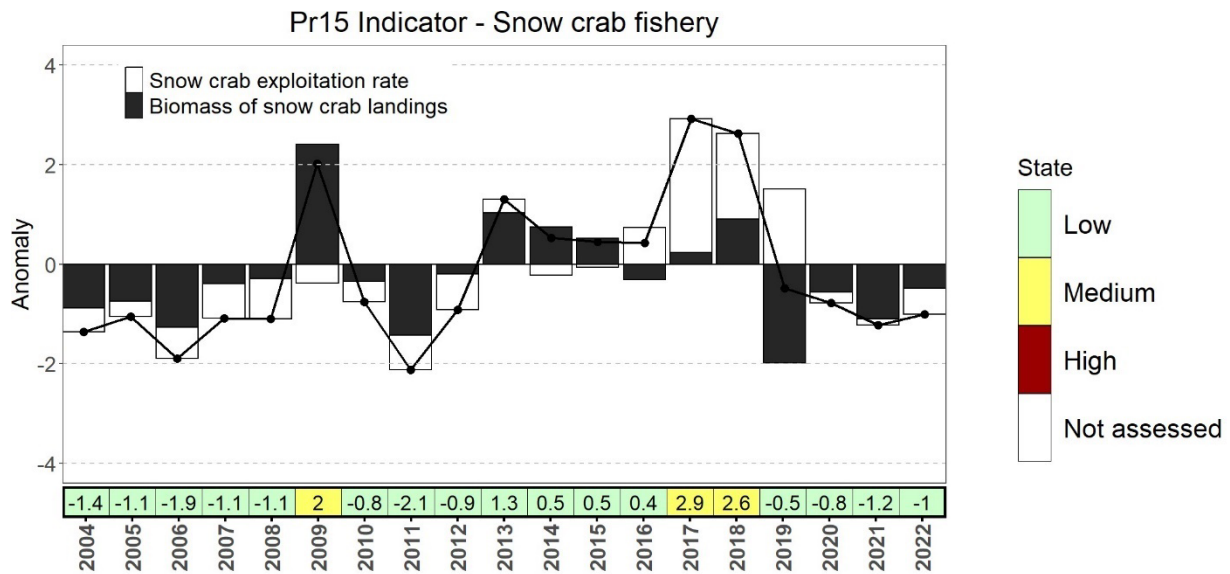 Pr15 Indicator - Snow crab fishery
4
2
0
-2
-4
Anomaly
Snow crab exploitation rate
Biomass of snow crab landings
-1.4 -1.1 -1.9 -1.1 -1.1 2 -0.8 -2.1 -0.9 1.3 0.5 0.5 0.4 2.9 2.6 -0.5 -0.8 -1.2 -1
2004 2005 2006 2007 2008 2009 2010 2011 2012 2013 2014 2015 2016 2017 2018 2019 2020 2021 2022
State
Low
Medium
High
Not assessed